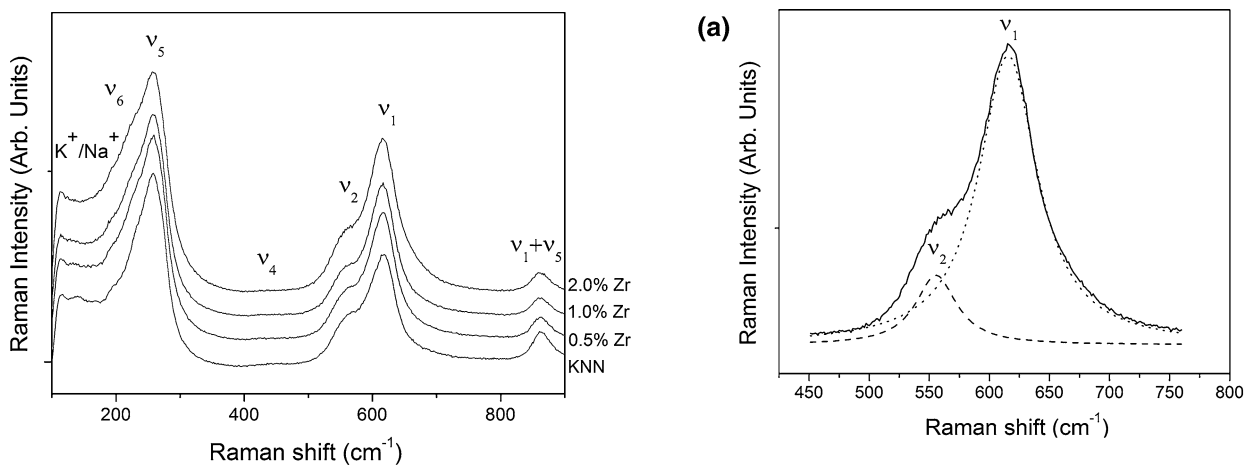 Raman Intensity (Arb. Units)
ν5
ν6
K+/Na+
ν1
ν2
ν4
ν1+ν5
2.0% Zr
1.0% Zr
0.5% Zr
KNN
200 400 600 800
Raman shift (cm-1)
(a)
Raman Intensity (Arb. Units)
ν1
ν2
450 500 550 600 650 700 750 800
Raman shift (cm-1)